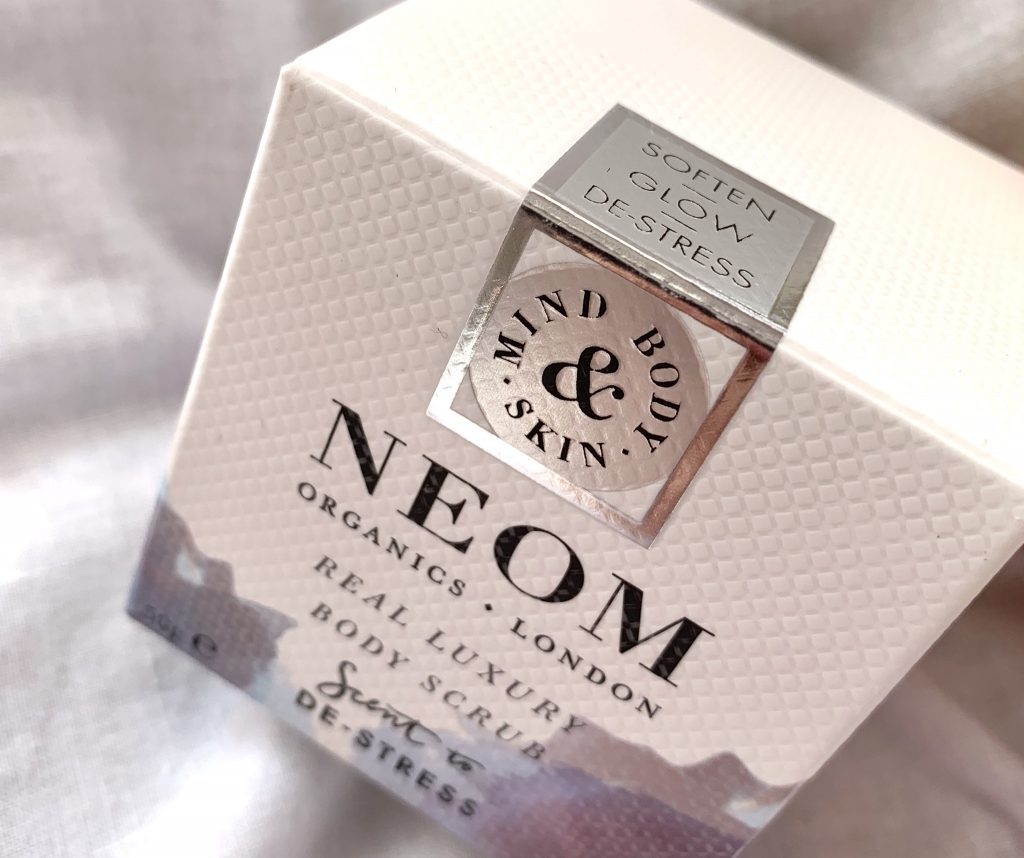 SOFTEN
GLOW
DE-STRESS
MIND BODY
&
· SKIN ·
NEOM
ORGANICS · LONDON
REAL LUXURY
BODY SCRUB
Scent to
DE-STRESS